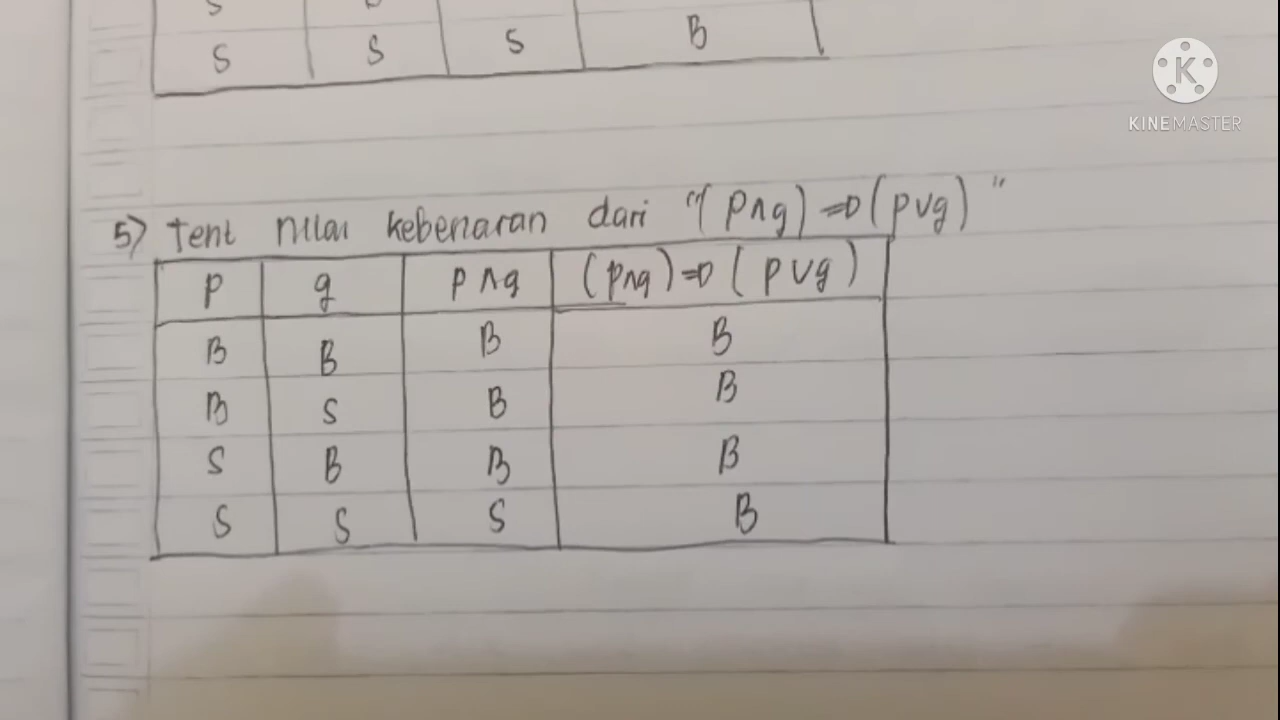 S
S S S B
K
KINEMASTER
5) Tent nilai kebenaran dari "(p∧q) ⇒ (p∨q)"
p q p∧q (p∧q) ⇒ (p∨q)
B B B B
B S B B
S B B B
S S S B